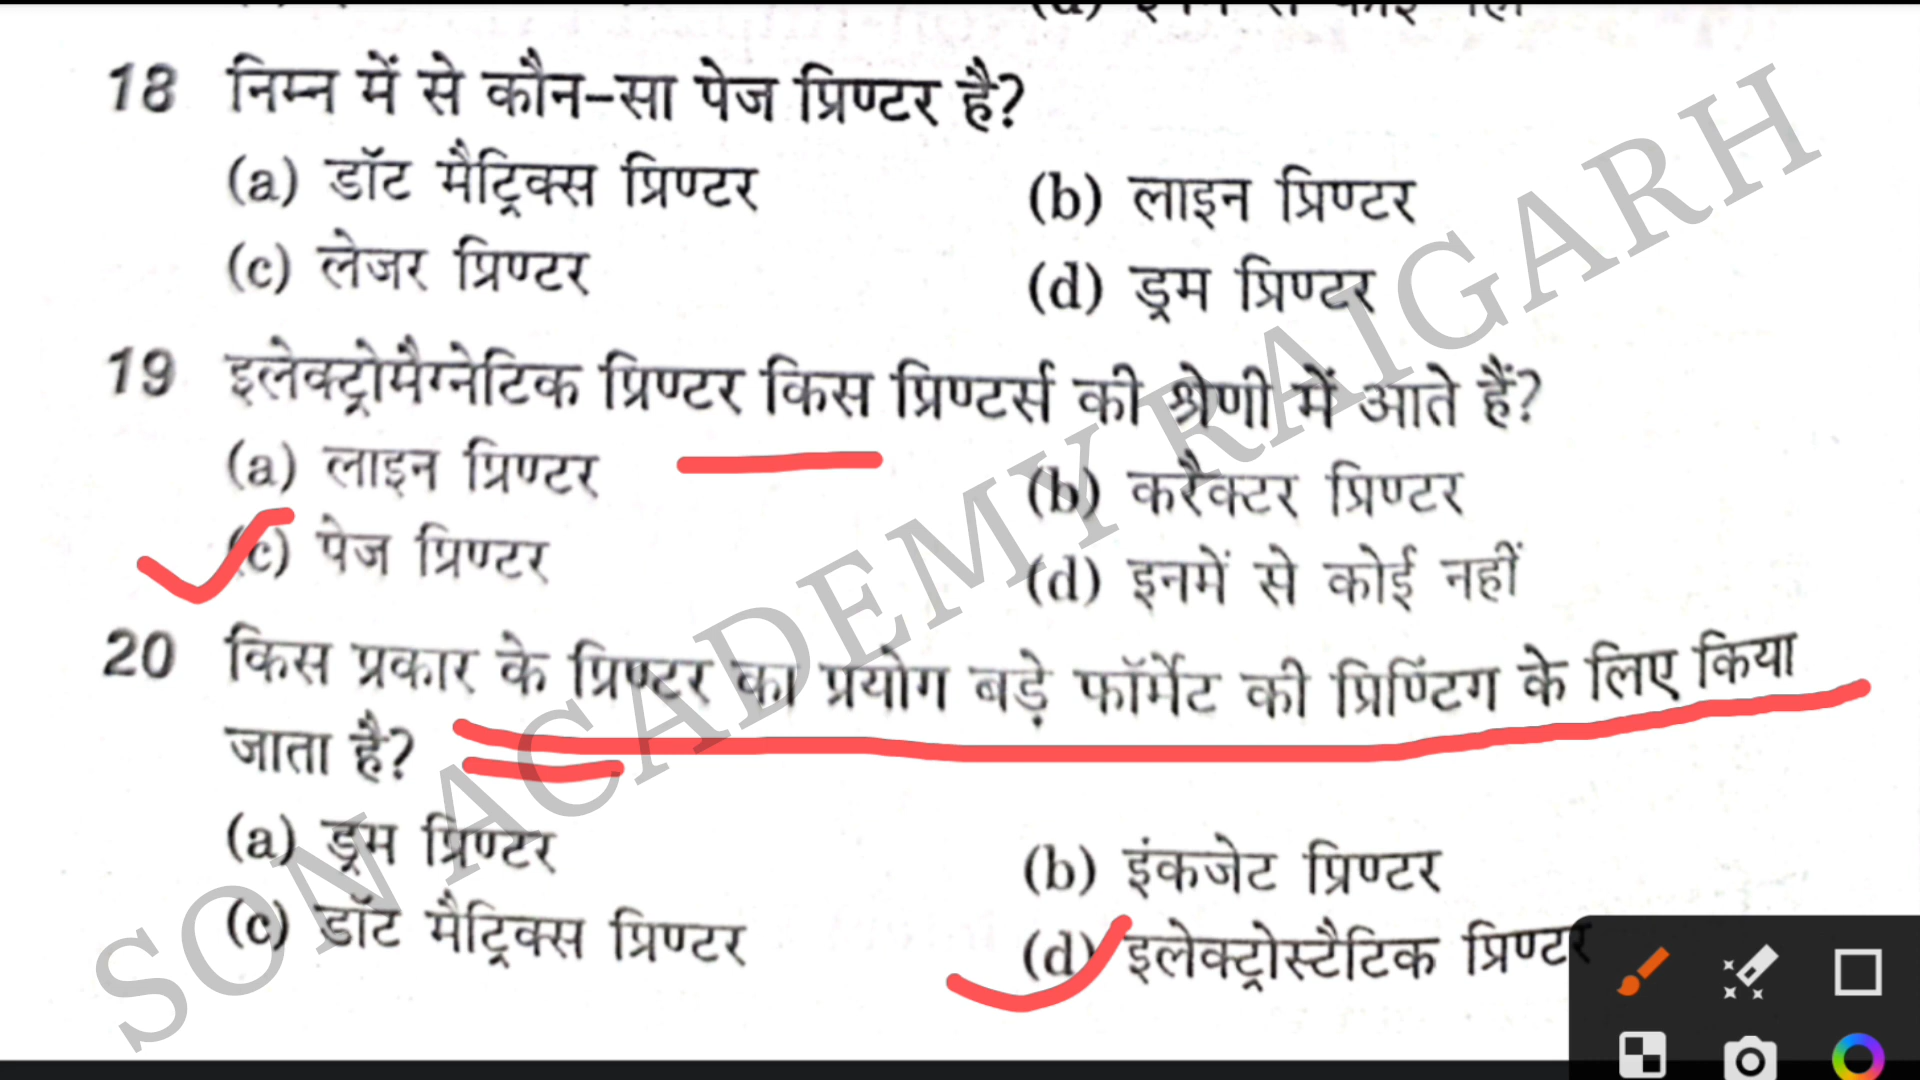 18 निम्न में से कौन-सा पेज प्रिण्टर है?
(a) डॉट मैट्रिक्स प्रिण्टर (b) लाइन प्रिण्टर
(c) लेजर प्रिण्टर (d) ड्रम प्रिण्टर
19 इलेक्ट्रोमैग्नेटिक प्रिण्टर किस प्रिण्टर्स की श्रेणी में आते हैं?
(a) लाइन प्रिण्टर (b) करैक्टर प्रिण्टर
(c) पेज प्रिण्टर (d) इनमें से कोई नहीं
20 किस प्रकार के प्रिण्टर का प्रयोग बड़े फॉर्मेट की प्रिण्टिंग के लिए किया
जाता है?
(a) ड्रम प्रिण्टर (b) इंकजेट प्रिण्टर
(c) डॉट मैट्रिक्स प्रिण्टर (d) इलेक्ट्रोस्टैटिक प्रिण्टर
SON ACADEMY RAIGARH